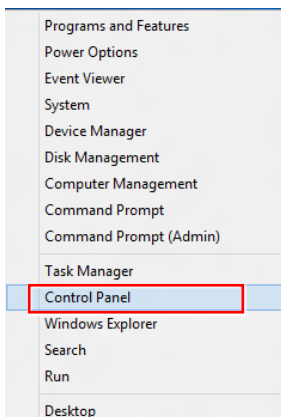 Programs and Features
Power Options
Event Viewer
System
Device Manager
Disk Management
Computer Management
Command Prompt
Command Prompt (Admin)
Task Manager
Control Panel
Windows Explorer
Search
Run
Desktop